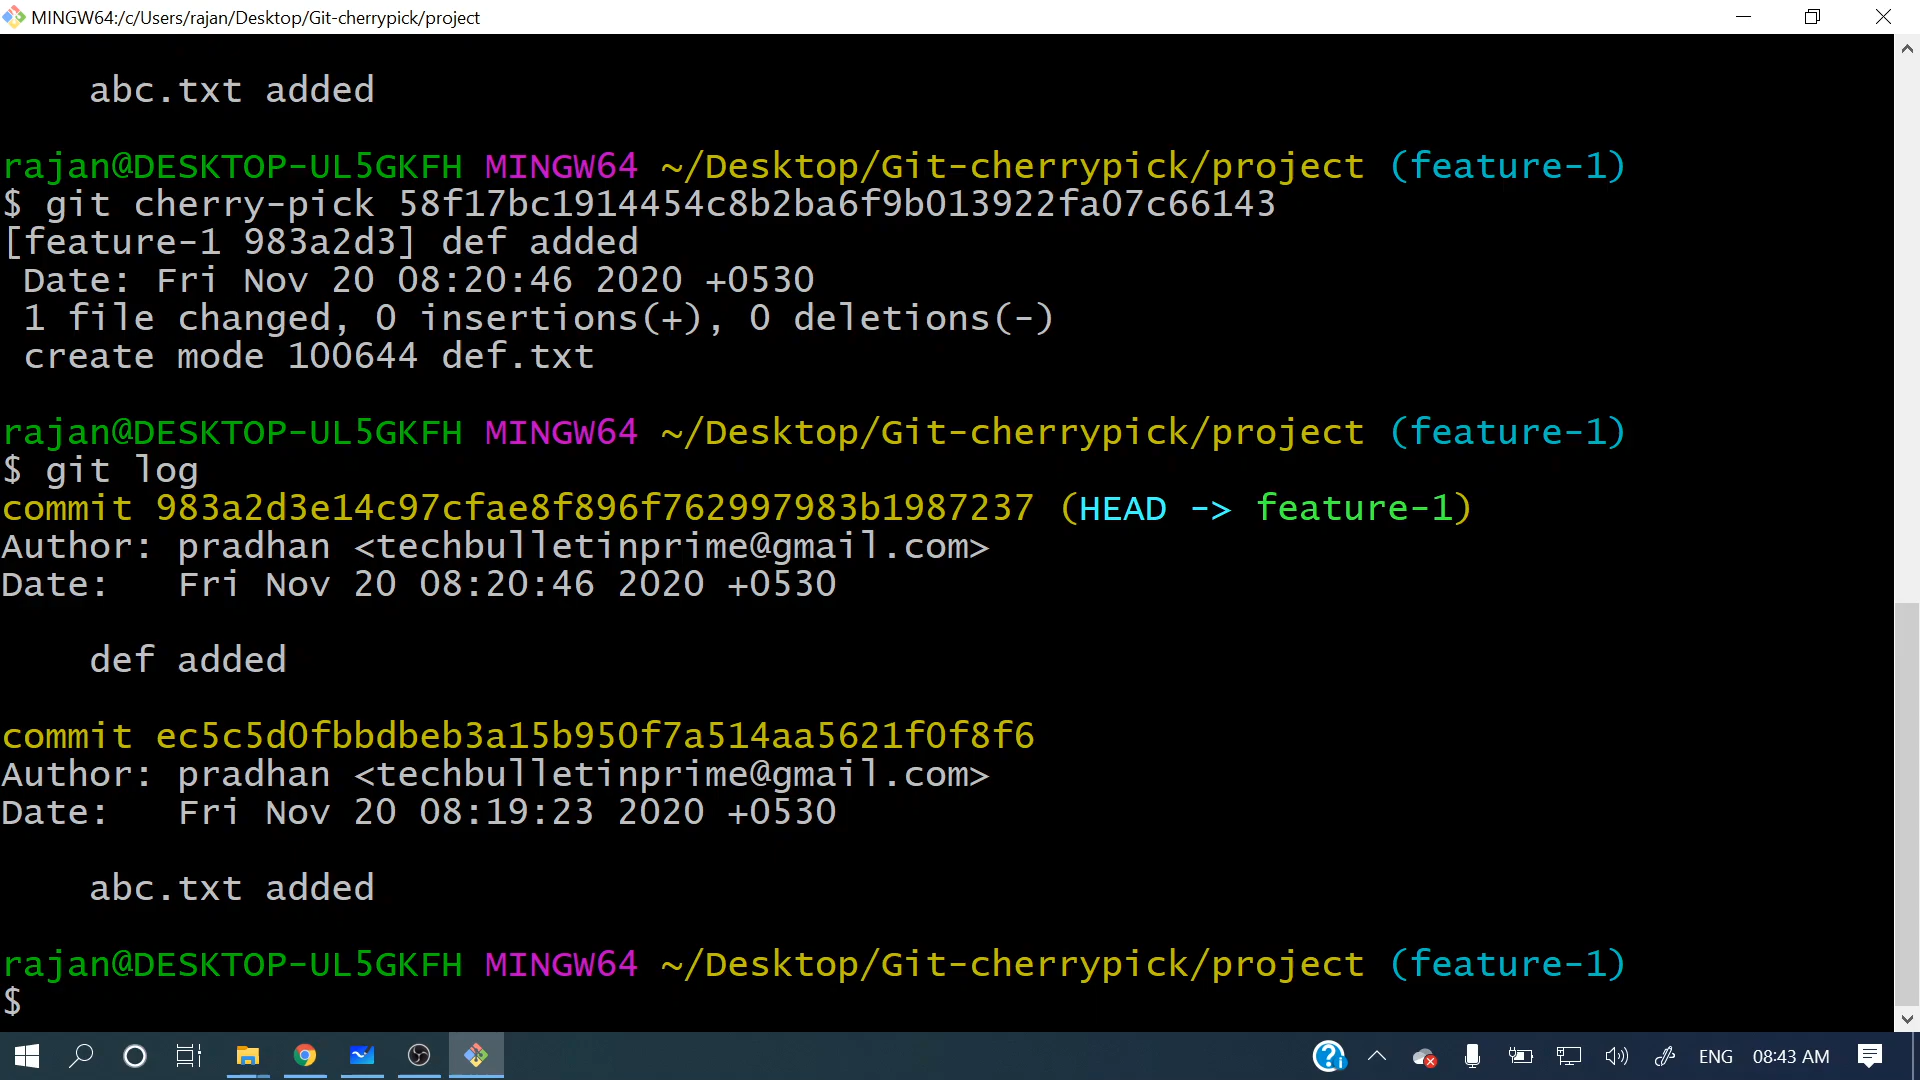 MINGW64:/c/Users/rajan/Desktop/Git-cherrypick/project
abc.txt added
rajan@DESKTOP-UL5GKFH MINGW64 ~/Desktop/Git-cherrypick/project (feature-1)
$ git cherry-pick 58f17bc1914454c8b2ba6f9b013922fa07c66143
[feature-1 983a2d3] def added
Date: Fri Nov 20 08:20:46 2020 +0530
1 file changed, 0 insertions(+), 0 deletions(-)
create mode 100644 def.txt
rajan@DESKTOP-UL5GKFH MINGW64 ~/Desktop/Git-cherrypick/project (feature-1)
$ git log
commit 983a2d3e14c97cfae8f896f762997983b1987237 (HEAD -> feature-1)
Author: pradhan <techbulletinprime@gmail.com>
Date:   Fri Nov 20 08:20:46 2020 +0530
def added
commit ec5c5d0fbbdbeb3a15b950f7a514aa5621f0f8f6
Author: pradhan <techbulletinprime@gmail.com>
Date:   Fri Nov 20 08:19:23 2020 +0530
abc.txt added
rajan@DESKTOP-UL5GKFH MINGW64 ~/Desktop/Git-cherrypick/project (feature-1)
$
ENG 08:43 AM